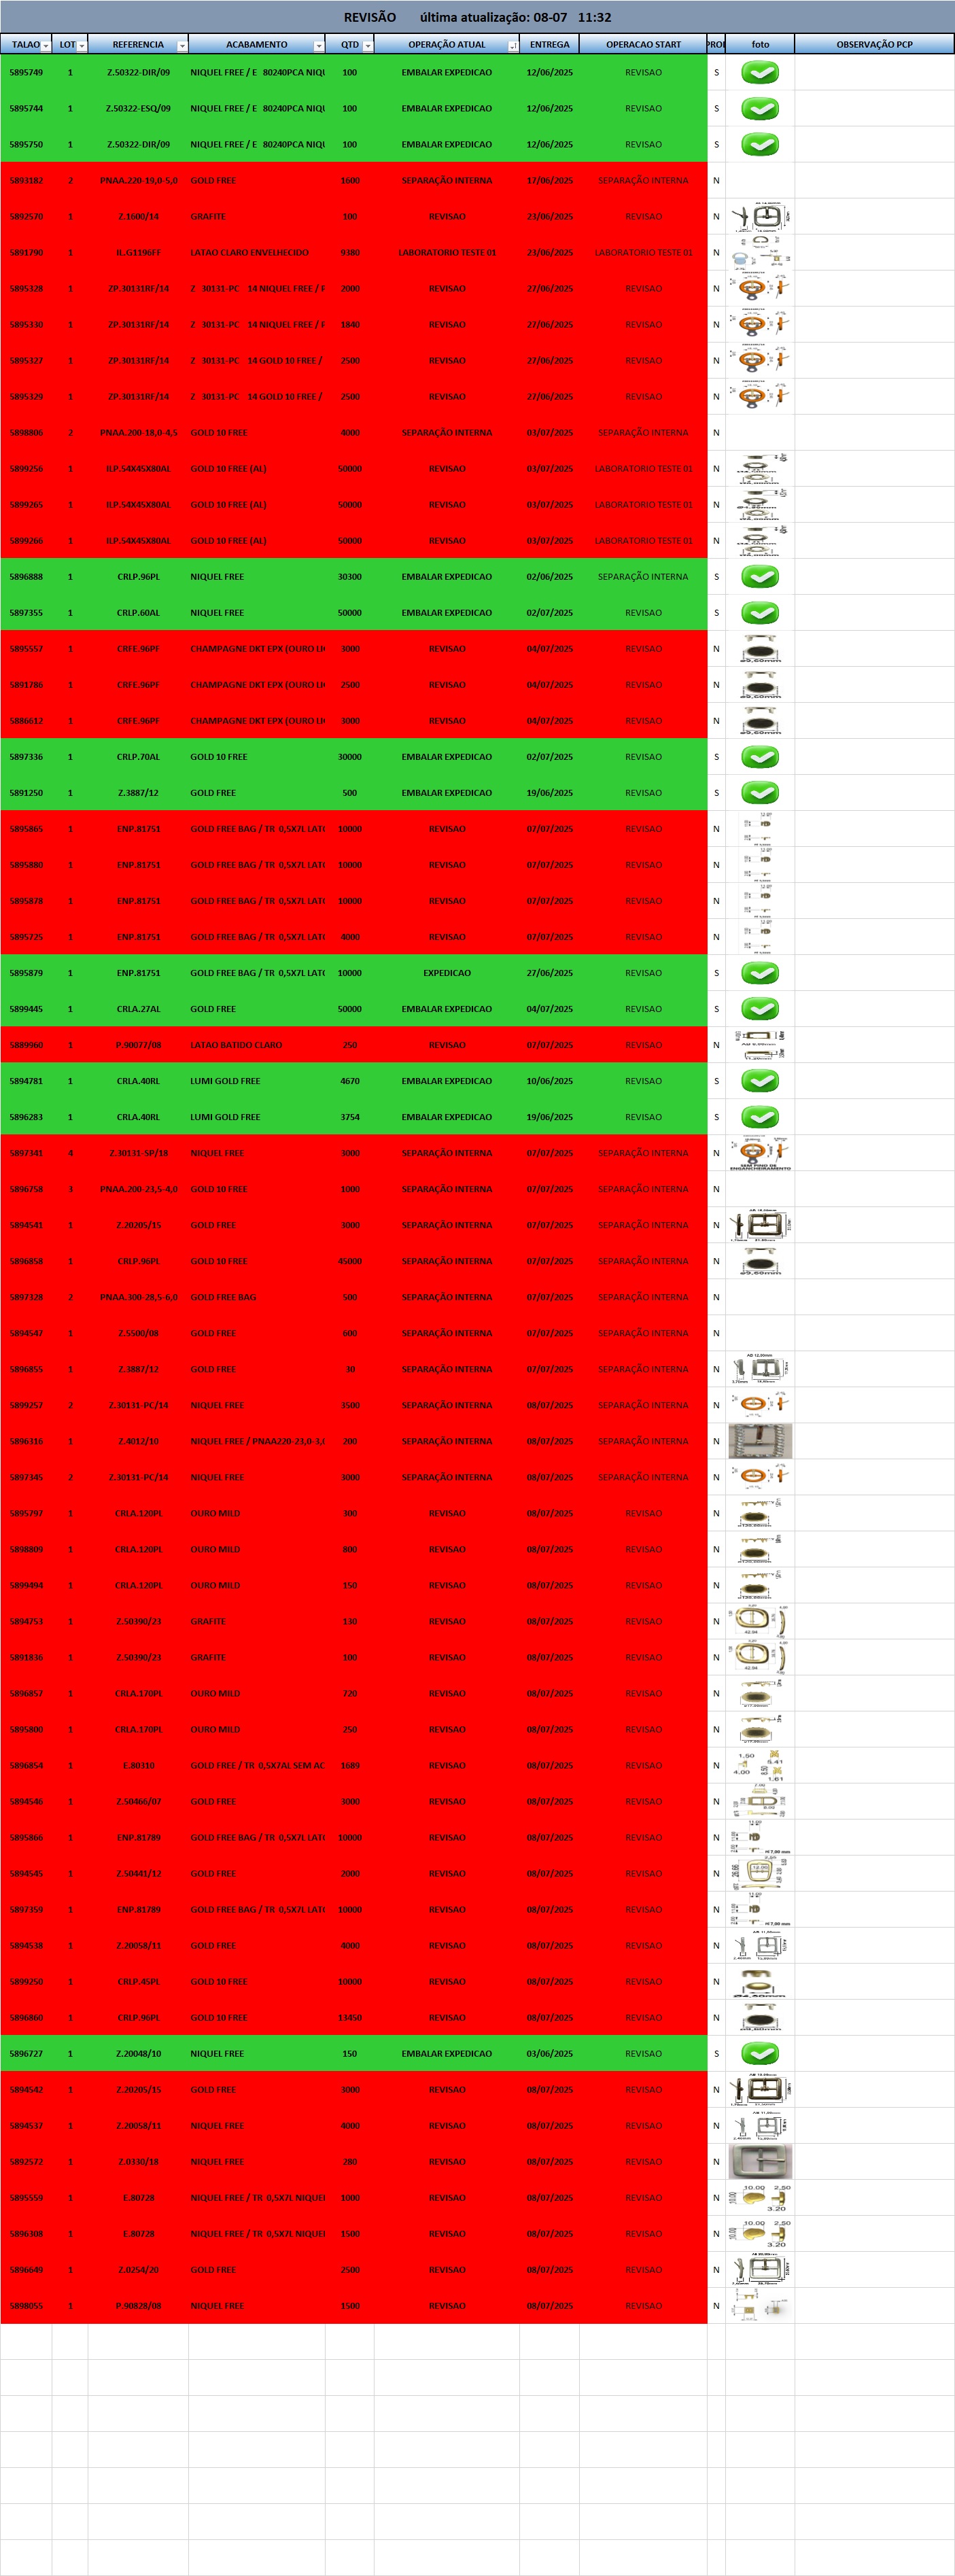 REVISÃO última atualização: 08-07 11:32
TALAO LOT REFERENCIA ACABAMENTO QTD OPERAÇÃO ATUAL ENTREGA OPERACAO START PROI foto OBSERVAÇÃO PCP
5895749 1 Z.50322-DIR/09 NIQUEL FREE / E 80240PCA NIQU 100 EMBALAR EXPEDICAO 12/06/2025 REVISAO S
5895744 1 Z.50322-ESQ/09 NIQUEL FREE / E 80240PCA NIQU 100 EMBALAR EXPEDICAO 12/06/2025 REVISAO S
5895750 1 Z.50322-DIR/09 NIQUEL FREE / E 80240PCA NIQU 100 EMBALAR EXPEDICAO 12/06/2025 REVISAO S
5893182 2 PNAA.220-19,0-5,0 GOLD FREE 1600 SEPARAÇÃO INTERNA 17/06/2025 SEPARAÇÃO INTERNA N
5892570 1 Z.1600/14 GRAFITE 100 REVISAO 23/06/2025 REVISAO N
5891790 1 IL.G1196FF LATAO CLARO ENVELHECIDO 9380 LABORATORIO TESTE 01 23/06/2025 LABORATORIO TESTE 01 N
5895328 1 ZP.30131RF/14 Z 30131-PC 14 NIQUEL FREE / F 2000 REVISAO 27/06/2025 REVISAO N
5895330 1 ZP.30131RF/14 Z 30131-PC 14 NIQUEL FREE / F 1840 REVISAO 27/06/2025 REVISAO N
5895327 1 ZP.30131RF/14 Z 30131-PC 14 GOLD 10 FREE / 2500 REVISAO 27/06/2025 REVISAO N
5895329 1 ZP.30131RF/14 Z 30131-PC 14 GOLD 10 FREE / 2500 REVISAO 27/06/2025 REVISAO N
5898806 2 PNAA.200-18,0-4,5 GOLD 10 FREE 4000 SEPARAÇÃO INTERNA 03/07/2025 SEPARAÇÃO INTERNA N
5899256 1 ILP.54X45X80AL GOLD 10 FREE (AL) 50000 REVISAO 03/07/2025 LABORATORIO TESTE 01 N
5899265 1 ILP.54X45X80AL GOLD 10 FREE (AL) 50000 REVISAO 03/07/2025 LABORATORIO TESTE 01 N
5899266 1 ILP.54X45X80AL GOLD 10 FREE (AL) 50000 REVISAO 03/07/2025 LABORATORIO TESTE 01 N
5896888 1 CRLP.96PL NIQUEL FREE 30300 EMBALAR EXPEDICAO 02/06/2025 SEPARAÇÃO INTERNA S
5897355 1 CRLP.60AL NIQUEL FREE 50000 EMBALAR EXPEDICAO 02/07/2025 REVISAO S
5895557 1 CRFE.96PF CHAMPAGNE DKT EPX (OURO LIG 3000 REVISAO 04/07/2025 REVISAO N
5891786 1 CRFE.96PF CHAMPAGNE DKT EPX (OURO LIG 2500 REVISAO 04/07/2025 REVISAO N
5886612 1 CRFE.96PF CHAMPAGNE DKT EPX (OURO LIG 3000 REVISAO 04/07/2025 REVISAO N
5897336 1 CRLP.70AL GOLD 10 FREE 30000 EMBALAR EXPEDICAO 02/07/2025 REVISAO S
5891250 1 Z.3887/12 GOLD FREE 500 EMBALAR EXPEDICAO 19/06/2025 REVISAO S
5895865 1 ENP.81751 GOLD FREE BAG / TR 0,5X7L LATO 10000 REVISAO 07/07/2025 REVISAO N
5895880 1 ENP.81751 GOLD FREE BAG / TR 0,5X7L LATO 10000 REVISAO 07/07/2025 REVISAO N
5895878 1 ENP.81751 GOLD FREE BAG / TR 0,5X7L LATO 10000 REVISAO 07/07/2025 REVISAO N
5895725 1 ENP.81751 GOLD FREE BAG / TR 0,5X7L LATO 4000 REVISAO 07/07/2025 REVISAO N
5895879 1 ENP.81751 GOLD FREE BAG / TR 0,5X7L LATO 10000 EXPEDICAO 27/06/2025 REVISAO S
5899445 1 CRLA.27AL GOLD FREE 50000 EMBALAR EXPEDICAO 04/07/2025 REVISAO S
5889960 1 P.90077/08 LATAO BATIDO CLARO 250 REVISAO 07/07/2025 REVISAO N
5894781 1 CRLA.40RL LUMI GOLD FREE 4670 EMBALAR EXPEDICAO 10/06/2025 REVISAO S
5896283 1 CRLA.40RL LUMI GOLD FREE 3754 EMBALAR EXPEDICAO 19/06/2025 REVISAO S
5897341 4 Z.30131-SP/18 NIQUEL FREE 3000 SEPARAÇÃO INTERNA 07/07/2025 SEPARAÇÃO INTERNA N SEM PINO DE ENGANCHEIRAMENTO
5896758 3 PNAA.200-23,5-4,0 GOLD 10 FREE 1000 SEPARAÇÃO INTERNA 07/07/2025 SEPARAÇÃO INTERNA N
5894541 1 Z.20205/15 GOLD FREE 3000 SEPARAÇÃO INTERNA 07/07/2025 SEPARAÇÃO INTERNA N
5896858 1 CRLP.96PL GOLD 10 FREE 45000 SEPARAÇÃO INTERNA 07/07/2025 SEPARAÇÃO INTERNA N
5897328 2 PNAA.300-28,5-6,0 GOLD FREE BAG 500 SEPARAÇÃO INTERNA 07/07/2025 SEPARAÇÃO INTERNA N
5894547 1 Z.5500/08 GOLD FREE 600 SEPARAÇÃO INTERNA 07/07/2025 SEPARAÇÃO INTERNA N
5896855 1 Z.3887/12 GOLD FREE 30 SEPARAÇÃO INTERNA 07/07/2025 SEPARAÇÃO INTERNA N
5899257 2 Z.30131-PC/14 NIQUEL FREE 3500 SEPARAÇÃO INTERNA 08/07/2025 SEPARAÇÃO INTERNA N
5896316 1 Z.4012/10 NIQUEL FREE / PNAA220-23,0-3,0 200 SEPARAÇÃO INTERNA 08/07/2025 SEPARAÇÃO INTERNA N
5897345 2 Z.30131-PC/14 NIQUEL FREE 3000 SEPARAÇÃO INTERNA 08/07/2025 SEPARAÇÃO INTERNA N
5895797 1 CRLA.120PL OURO MILD 300 REVISAO 08/07/2025 REVISAO N
5898809 1 CRLA.120PL OURO MILD 800 REVISAO 08/07/2025 REVISAO N
5899494 1 CRLA.120PL OURO MILD 150 REVISAO 08/07/2025 REVISAO N
5894753 1 Z.50390/23 GRAFITE 130 REVISAO 08/07/2025 REVISAO N 42.94
5891836 1 Z.50390/23 GRAFITE 100 REVISAO 08/07/2025 REVISAO N 42.94
5896857 1 CRLA.170PL OURO MILD 720 REVISAO 08/07/2025 REVISAO N
5895800 1 CRLA.170PL OURO MILD 250 REVISAO 08/07/2025 REVISAO N
5896854 1 E.80310 GOLD FREE / TR 0,5X7AL SEM AC 1689 REVISAO 08/07/2025 REVISAO N 1.50 5.41 4.00 1.61
5894546 1 Z.50466/07 GOLD FREE 3000 REVISAO 08/07/2025 REVISAO N
5895866 1 ENP.81789 GOLD FREE BAG / TR 0,5X7L LATO 10000 REVISAO 08/07/2025 REVISAO N
5894545 1 Z.50441/12 GOLD FREE 2000 REVISAO 08/07/2025 REVISAO N
5897359 1 ENP.81789 GOLD FREE BAG / TR 0,5X7L LATO 10000 REVISAO 08/07/2025 REVISAO N
5894538 1 Z.20058/11 GOLD FREE 4000 REVISAO 08/07/2025 REVISAO N
5899250 1 CRLP.45PL GOLD 10 FREE 10000 REVISAO 08/07/2025 REVISAO N
5896860 1 CRLP.96PL GOLD 10 FREE 13450 REVISAO 08/07/2025 REVISAO N
5896727 1 Z.20048/10 NIQUEL FREE 150 EMBALAR EXPEDICAO 03/06/2025 REVISAO S
5894542 1 Z.20205/15 GOLD FREE 3000 REVISAO 08/07/2025 REVISAO N
5894537 1 Z.20058/11 NIQUEL FREE 4000 REVISAO 08/07/2025 REVISAO N
5892572 1 Z.0330/18 NIQUEL FREE 280 REVISAO 08/07/2025 REVISAO N
5895559 1 E.80728 NIQUEL FREE / TR 0,5X7L NIQUEI 1000 REVISAO 08/07/2025 REVISAO N 10.00 2.50 10.00 3.20
5896308 1 E.80728 NIQUEL FREE / TR 0,5X7L NIQUEI 1500 REVISAO 08/07/2025 REVISAO N 10.00 2.50 10.00 3.20
5896649 1 Z.0254/20 GOLD FREE 2500 REVISAO 08/07/2025 REVISAO N
5898055 1 P.90828/08 NIQUEL FREE 1500 REVISAO 08/07/2025 REVISAO N